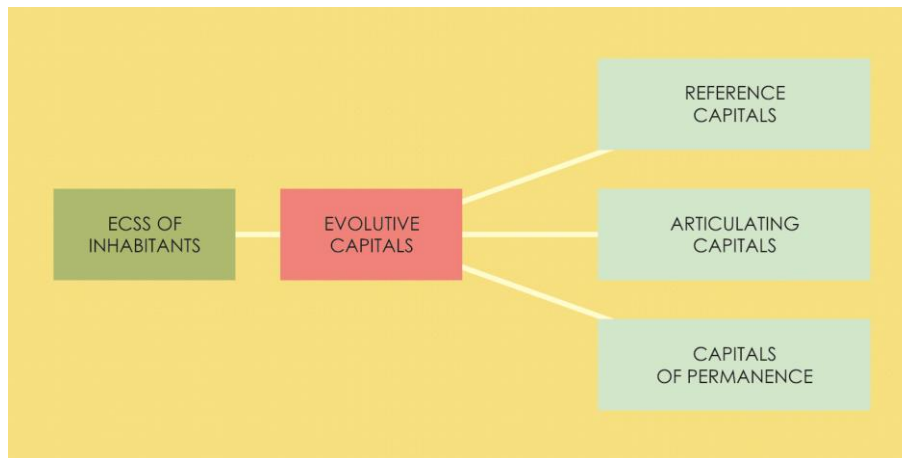 ECSS OF
INHABITANTS
EVOLUTIVE
CAPITALS
REFERENCE
CAPITALS
ARTICULATING
CAPITALS
CAPITALS
OF PERMANENCE